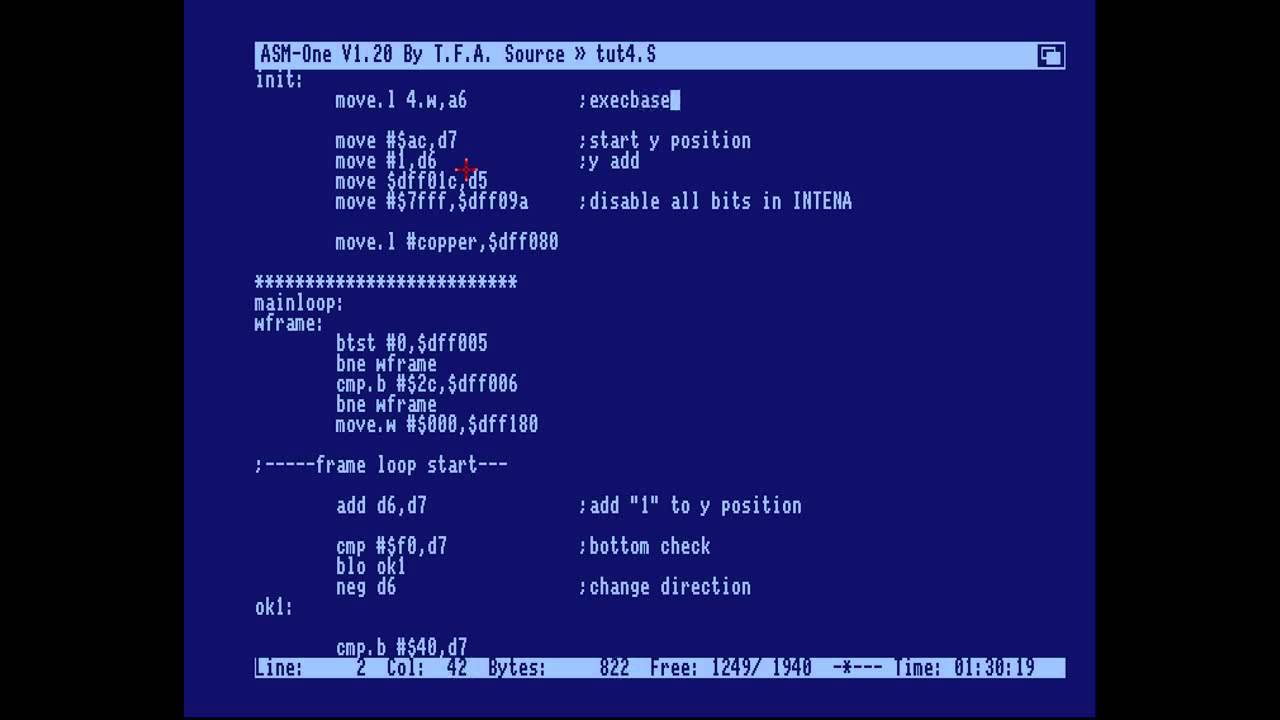 ASM-One V1.20 By T.F.A. Source » tut4.S
init:
move.l 4.w,a6 ;execbase
move #$ac,d7 ;start y position
move #1,d6 ;y add
move $dff01c,d5
move #$7fff,$dff09a ;disable all bits in INTENA
move.l #copper,$dff080
**************************
mainloop:
wframe:
btst #0,$dff005
bne wframe
cmp.b #$2c,$dff006
bne wframe
move.w #$000,$dff180
;-----frame loop start---
add d6,d7 ;add "1" to y position
cmp #$f0,d7 ;bottom check
blo ok1
neg d6 ;change direction
ok1:
cmp.b #$40,d7
Line: 2 Col: 42 Bytes: 822 Free: 1249/ 1940 -*--- Time: 01:30:19